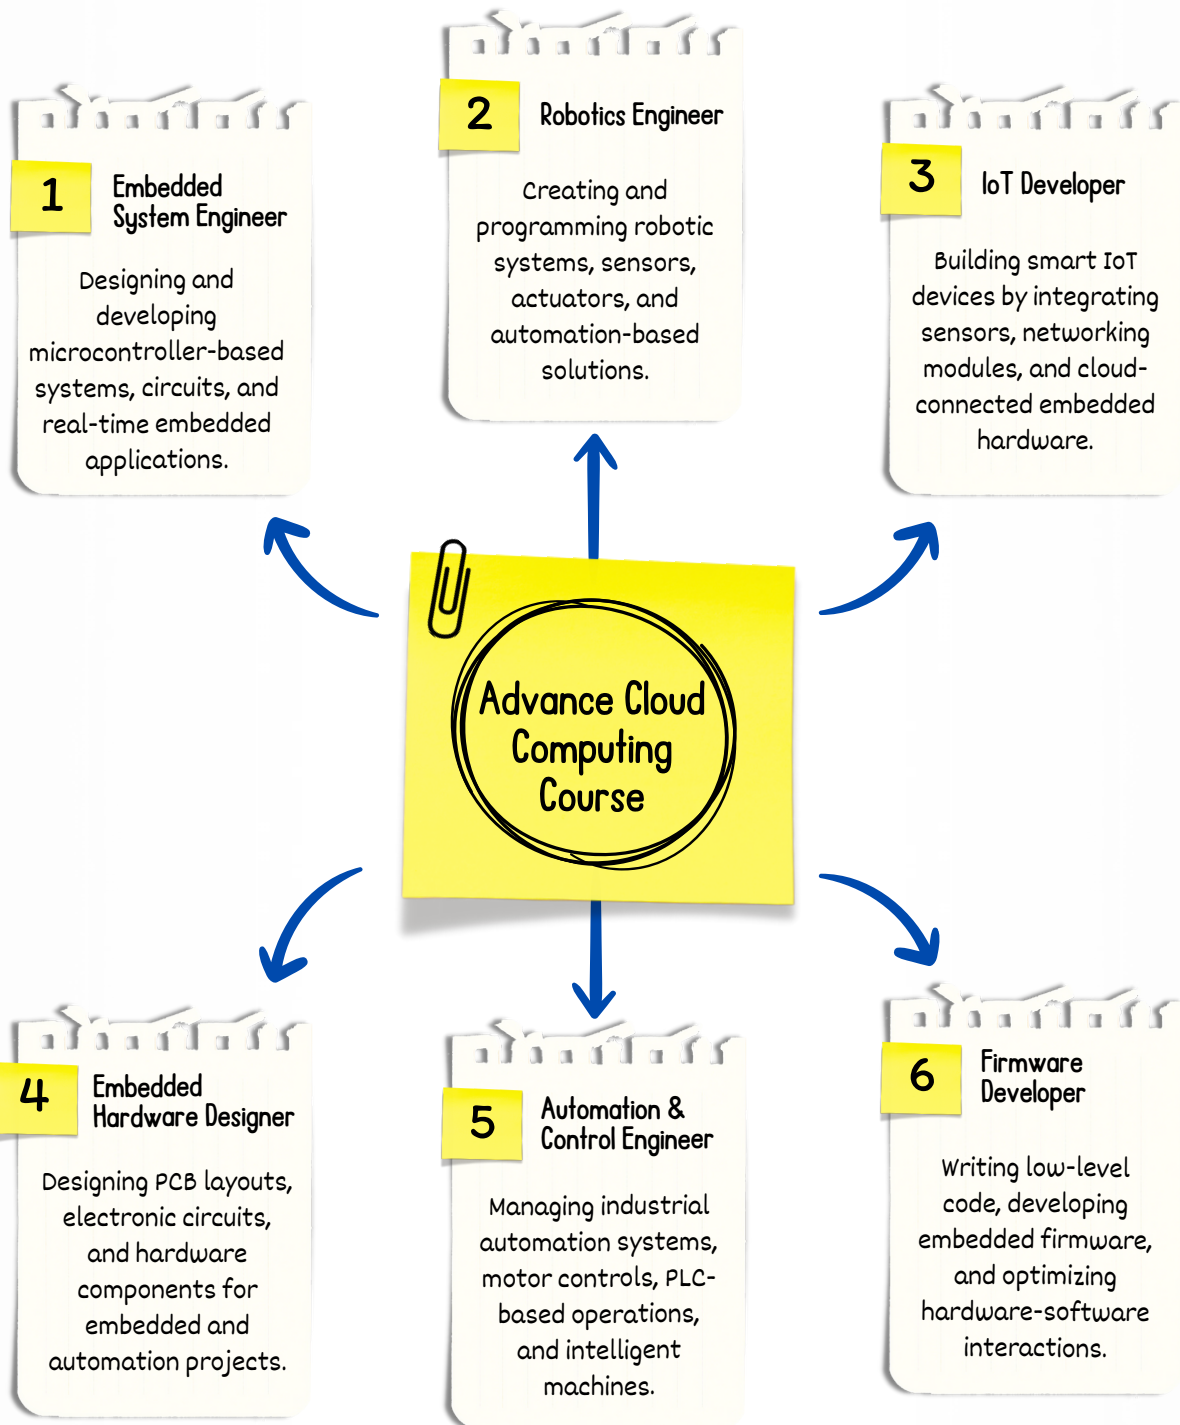 1
Embedded
System Engineer
Designing and
developing
microcontroller-based
systems, circuits, and
real-time embedded
applications.
2
Robotics Engineer
Creating and
programming robotic
systems, sensors,
actuators, and
automation-based
solutions.
3
IoT Developer
Building smart IoT
devices by integrating
sensors, networking
modules, and cloud-
connected embedded
hardware.
Advance Cloud
Computing
Course
4
Embedded
Hardware Designer
Designing PCB layouts,
electronic circuits,
and hardware
components for
embedded and
automation projects.
5
Automation &
Control Engineer
Managing industrial
automation systems,
motor controls, PLC-
based operations,
and intelligent
machines.
6
Firmware
Developer
Writing low-level
code, developing
embedded firmware,
and optimizing
hardware-software
interactions.